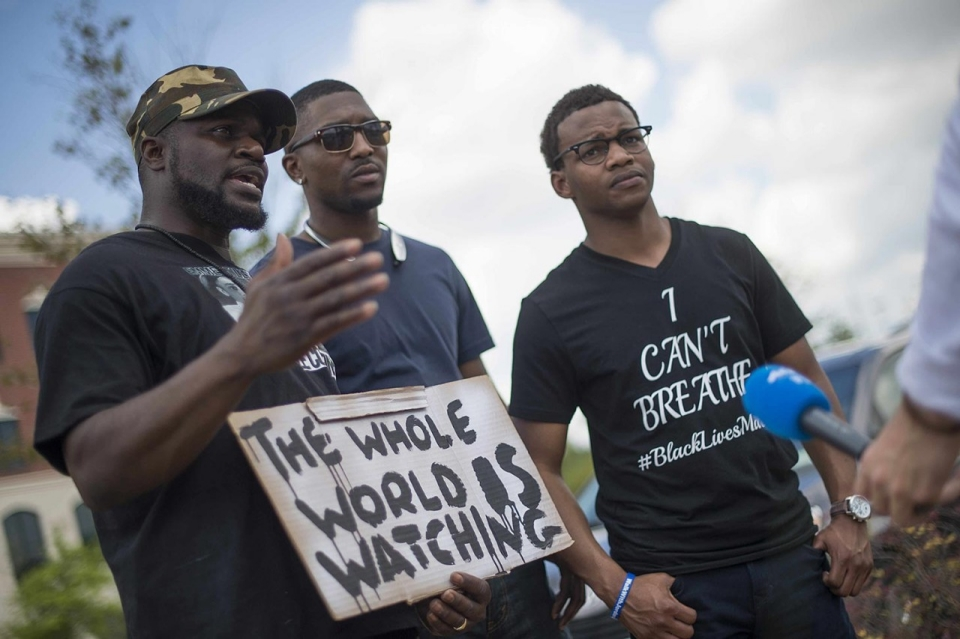 THE WHOLE
WORLD IS
WATCHING
I
CAN'T
BREATHE